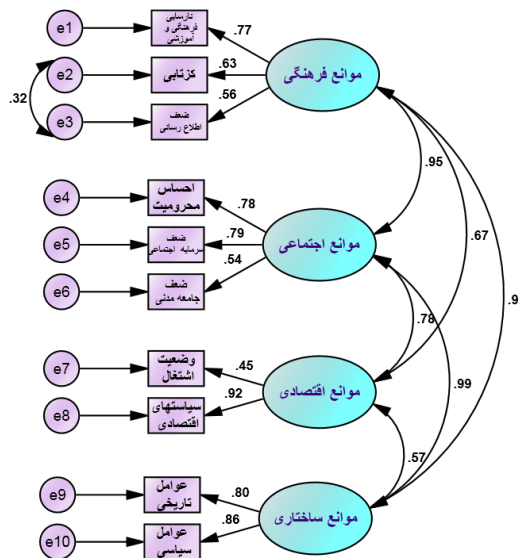 e1
نارسایی
فرهنگی و
آموزشی
.77
موانع فرهنگی
e2
کژتابی
.63
.32
.56
e3
ضعف
اطلاع رسانی
.95
e4
احساس
محرومیت
.78
.67
e5
ضعف
سرمایه اجتماعی
.79
موانع اجتماعی
.9
e6
ضعف
جامعه مدنی
.54
.78
e7
وضعیت
اشتغال
.45
.99
موانع اقتصادی
e8
سیاستهای
اقتصادی
.92
.57
e9
عوامل
تاریخی
.80
موانع ساختاری
e10
عوامل
سیاسی
.86